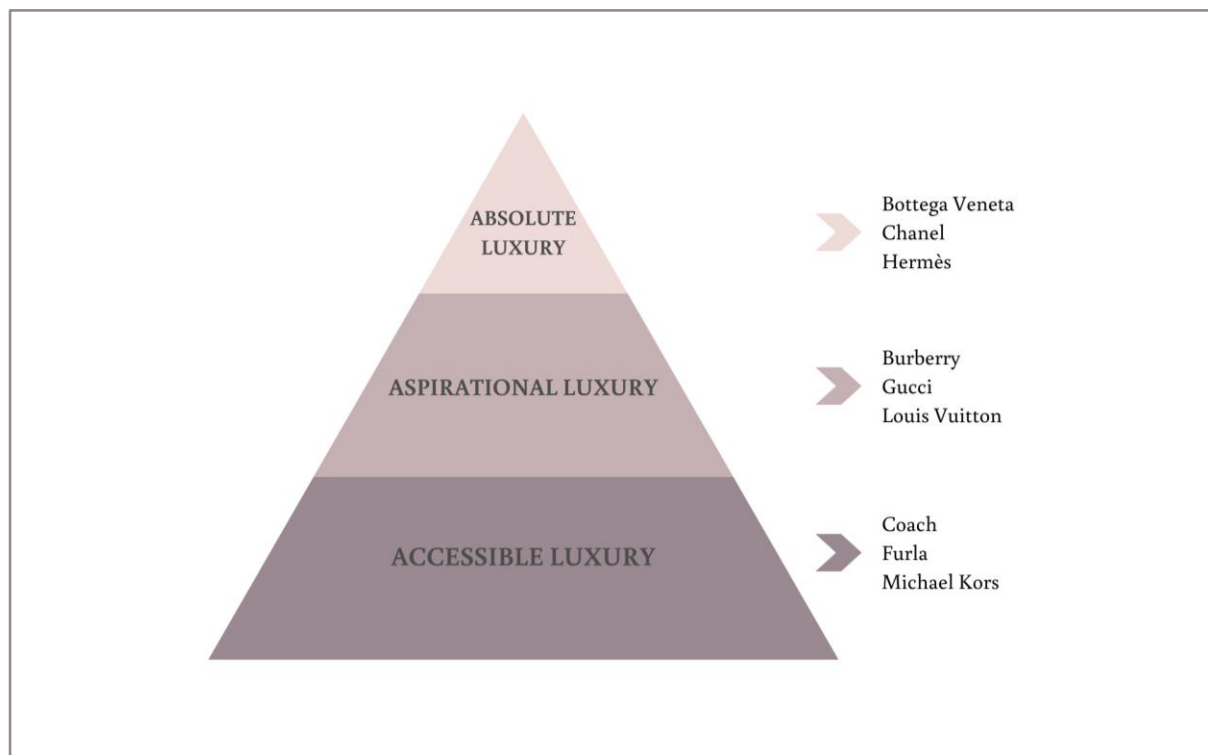 ABSOLUTE
LUXURY
Bottega Veneta
Chanel
Hermès
ASPIRATIONAL LUXURY
Burberry
Gucci
Louis Vuitton
ACCESSIBLE LUXURY
Coach
Furla
Michael Kors